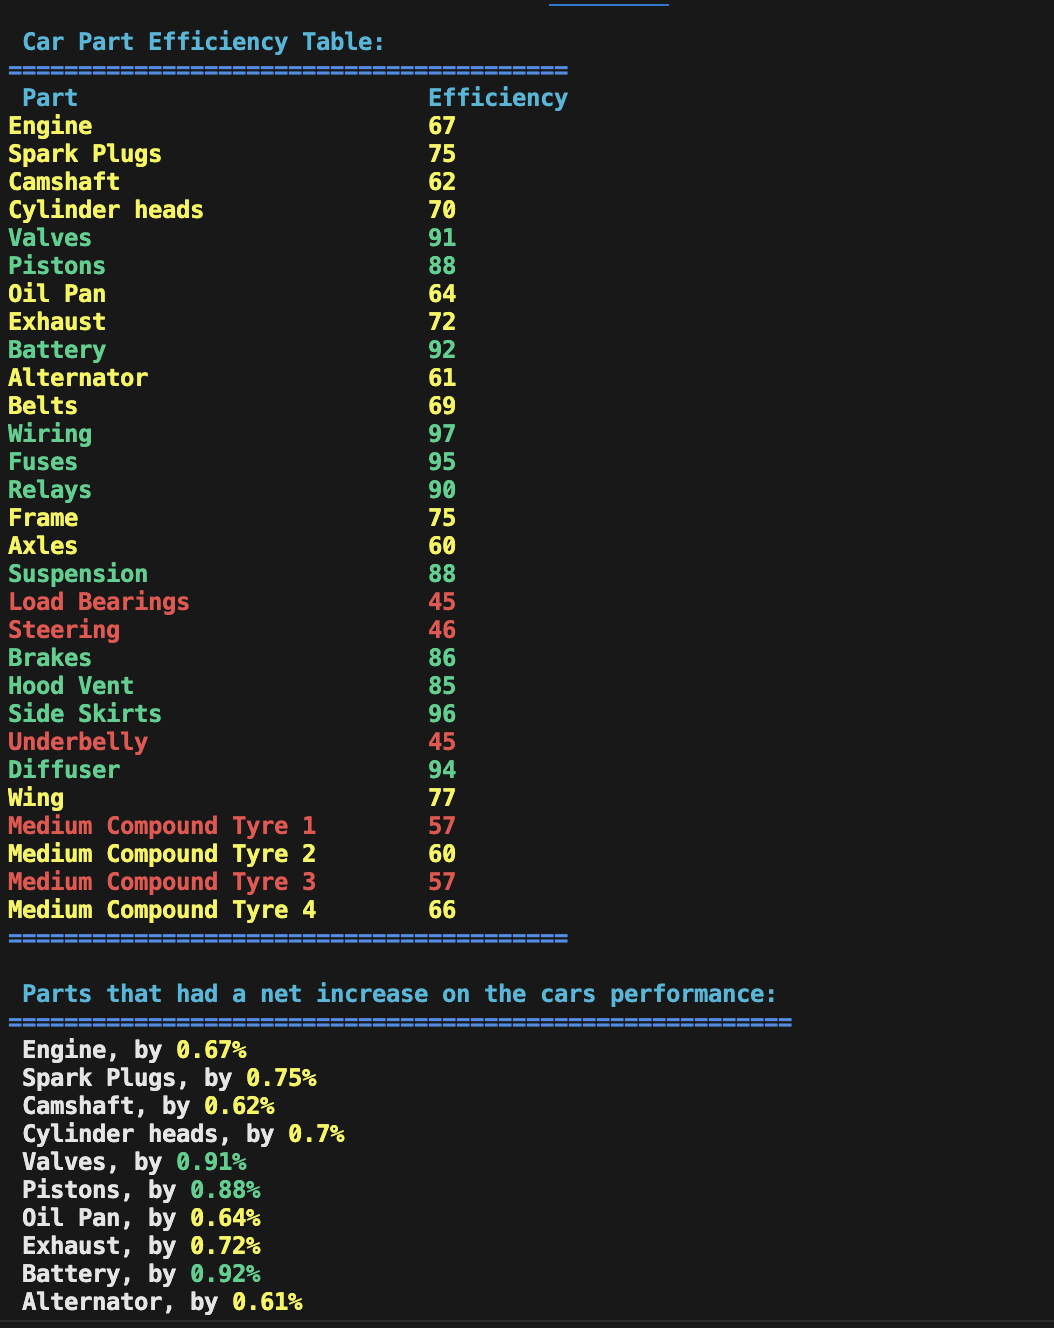 Car Part Efficiency Table:
========================================
Part Efficiency
Engine 67
Spark Plugs 75
Camshaft 62
Cylinder heads 70
Valves 91
Pistons 88
Oil Pan 64
Exhaust 72
Battery 92
Alternator 61
Belts 69
Wiring 97
Fuses 95
Relays 90
Frame 75
Axles 60
Suspension 88
Load Bearings 45
Steering 46
Brakes 86
Hood Vent 85
Side Skirts 96
Underbelly 45
Diffuser 94
Wing 77
Medium Compound Tyre 1 57
Medium Compound Tyre 2 60
Medium Compound Tyre 3 57
Medium Compound Tyre 4 66
========================================
Parts that had a net increase on the cars performance:
========================================================
Engine, by 0.67%
Spark Plugs, by 0.75%
Camshaft, by 0.62%
Cylinder heads, by 0.7%
Valves, by 0.91%
Pistons, by 0.88%
Oil Pan, by 0.64%
Exhaust, by 0.72%
Battery, by 0.92%
Alternator, by 0.61%